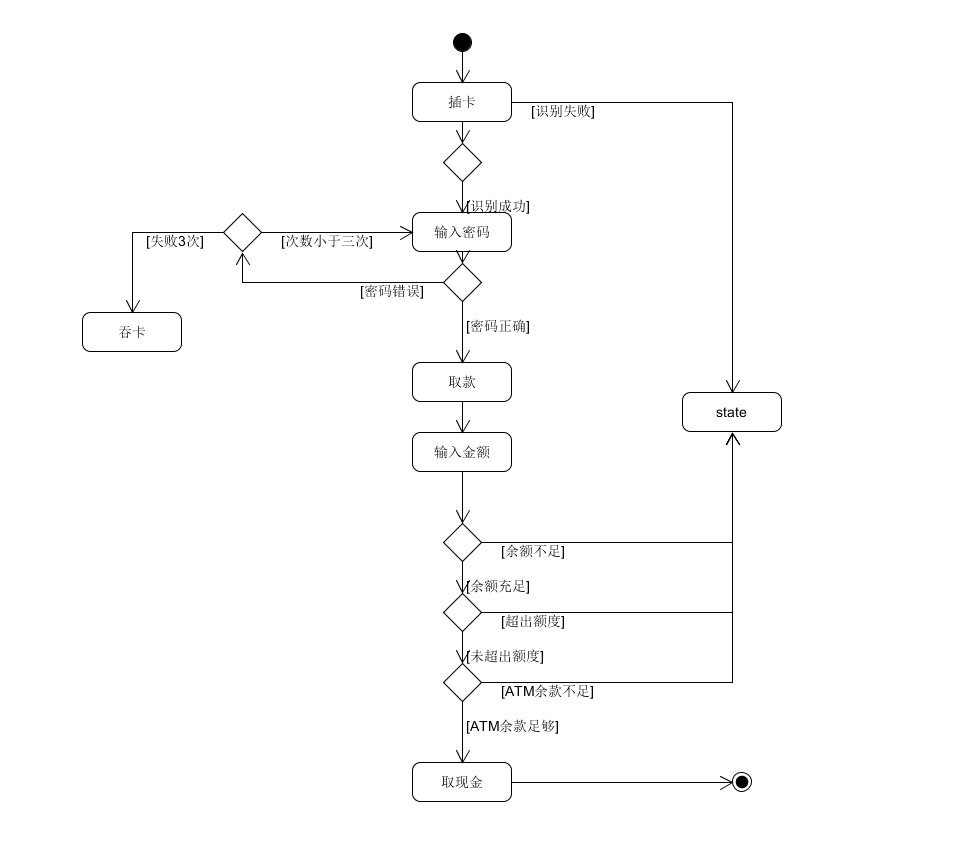 插卡
[识别失败]
[识别成功]
输入密码
[失败3次]
[次数小于三次]
[密码错误]
吞卡
[密码正确]
取款
state
输入金额
[余额不足]
[余额充足]
[超出额度]
[未超出额度]
[ATM余款不足]
[ATM余款足够]
取现金